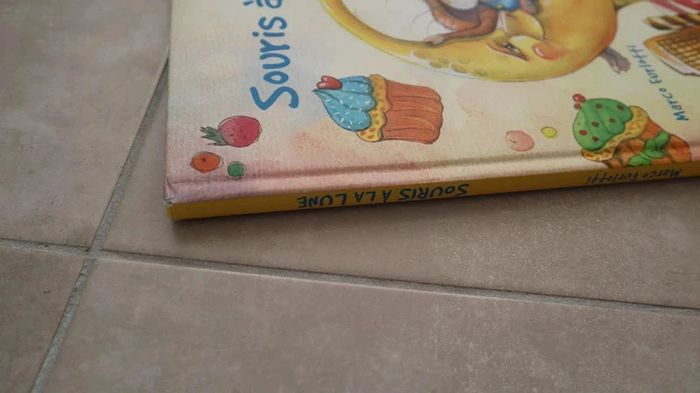 Souris à
Marco Furlotti
SOURIS À LA LUNE
Marco Furlotti